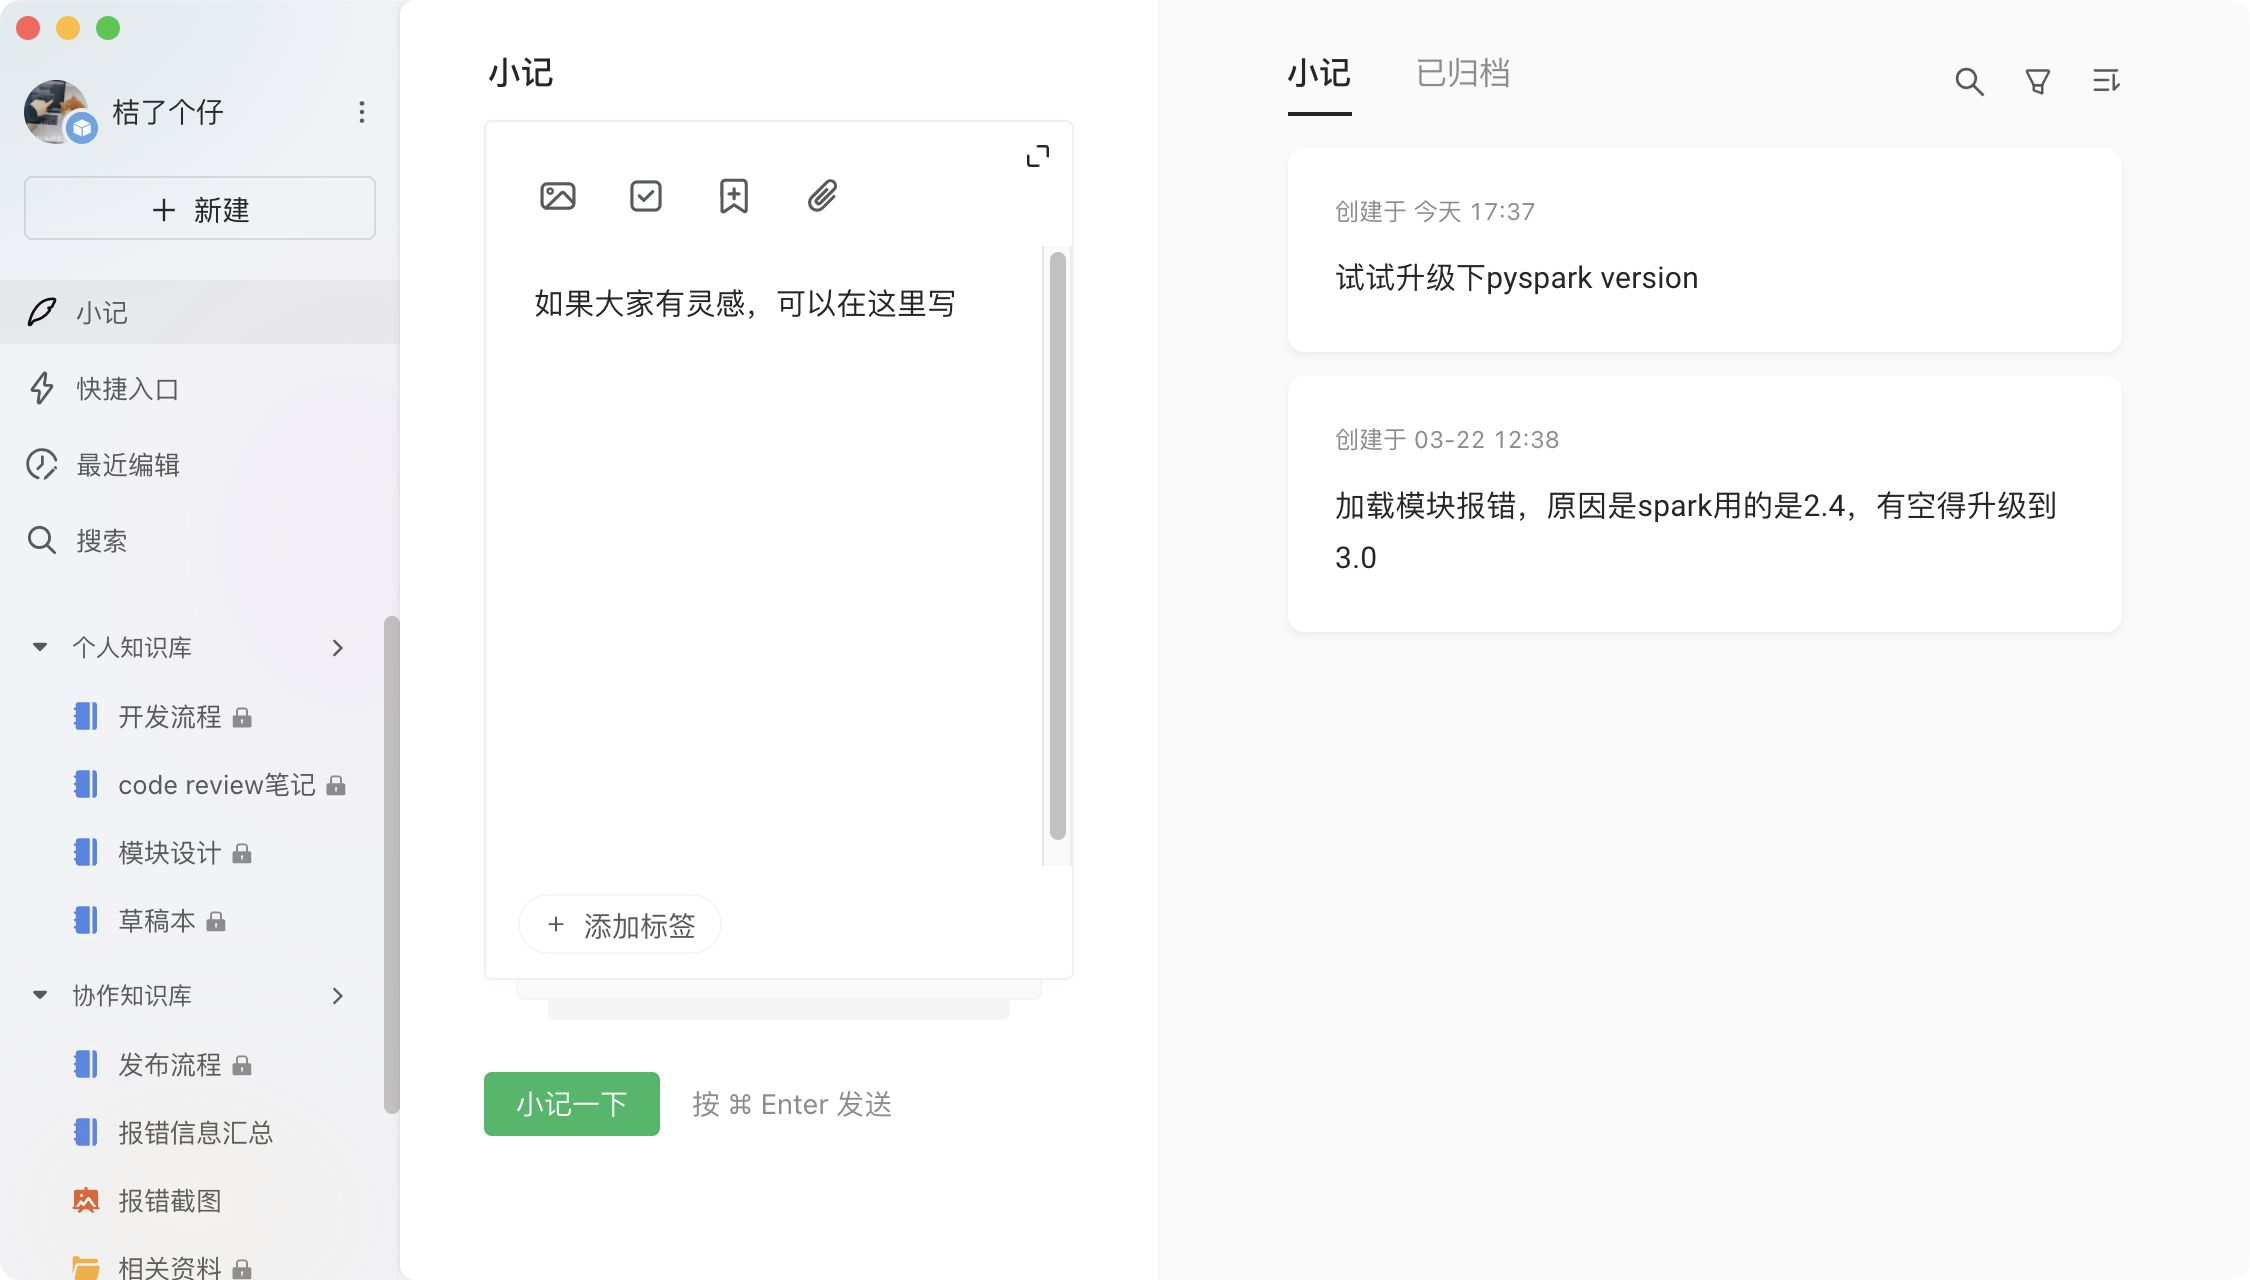 桔了个仔
新建
小记
快捷入口
最近编辑
搜索
个人知识库
开发流程
code review笔记
模块设计
草稿本
协作知识库
发布流程
报错信息汇总
报错截图
相关资料
小记
如果大家有灵感，可以在这里写
+ 添加标签
小记一下
按 ⌘ Enter 发送
小记
已归档
创建于 今天 17:37
试试升级下pyspark version
创建于 03-22 12:38
加载模块报错，原因是spark用的是2.4，有空得升级到
3.0